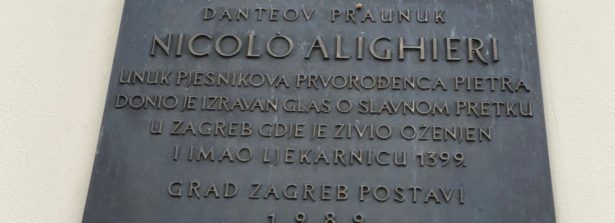 DANTEOV PRAUNUK
NICOLO ALIGHIERI
UNUK PJESNIKOVA PRVOROĐENCA PIETRA
DONIO JE IZRAVAN GLAS O SLAVNOM PRETKU
U ZAGREB GDJE JE ŽIVIO OŽENJEN
I IMAO LJEKARNICU 1399.
GRAD ZAGREB POSTAVI
1989